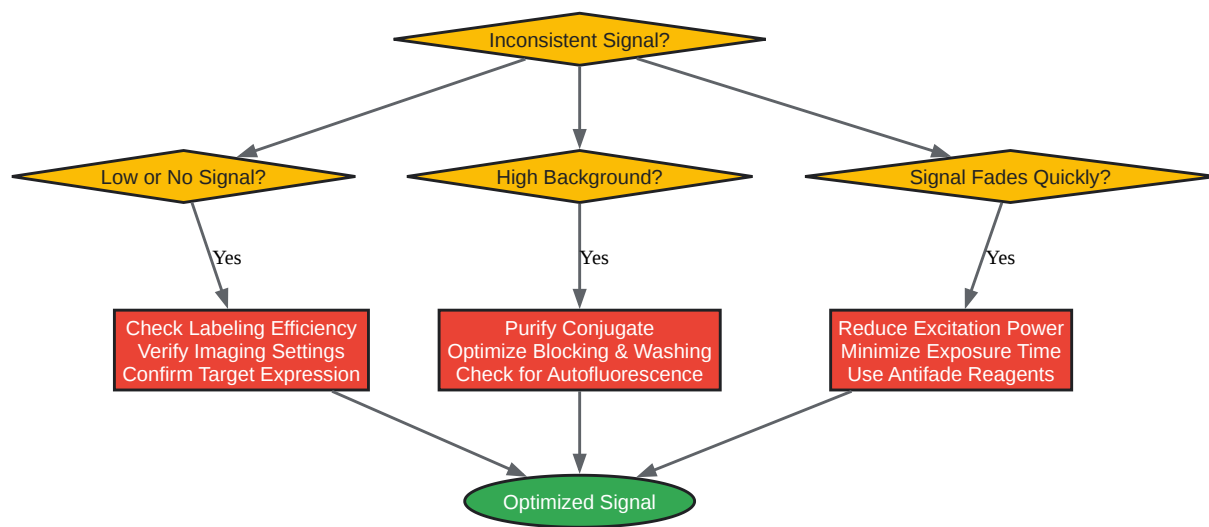 Inconsistent Signal?
Low or No Signal?
High Background?
Signal Fades Quickly?
Yes
Yes
Yes
Check Labeling Efficiency
Verify Imaging Settings
Confirm Target Expression
Purify Conjugate
Optimize Blocking & Washing
Check for Autofluorescence
Reduce Excitation Power
Minimize Exposure Time
Use Antifade Reagents
Optimized Signal